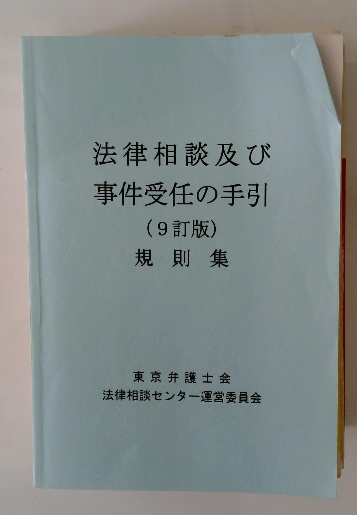 法律相談及び
事件受任の手引
(9訂版)
規則集
東京弁護士会
法律相談センター運営委員会